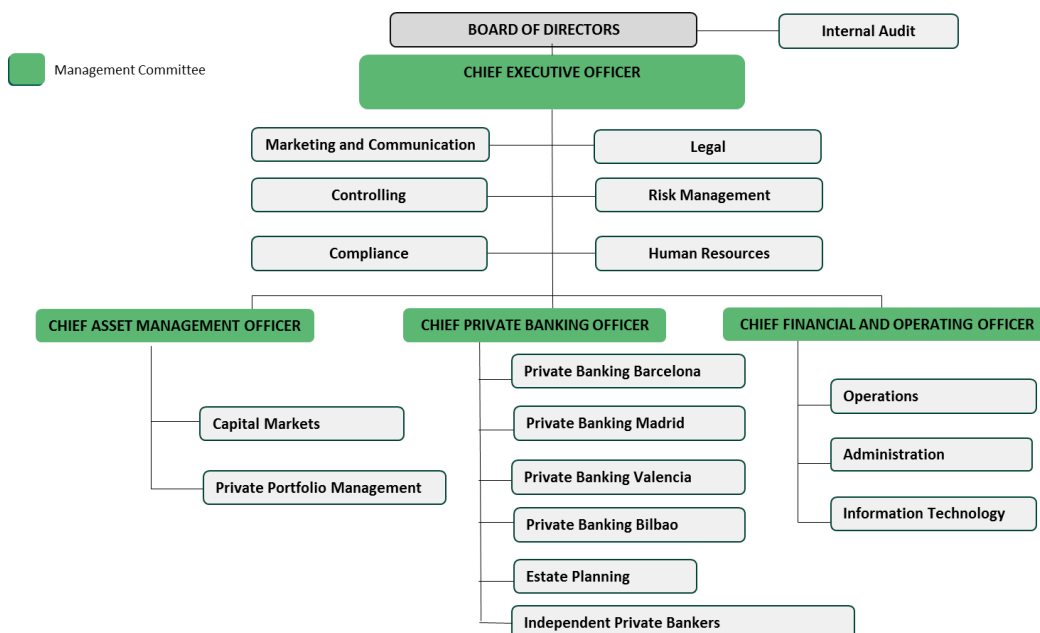 BOARD OF DIRECTORS
Internal Audit
Management Committee
CHIEF EXECUTIVE OFFICER
Marketing and Communication
Legal
Controlling
Risk Management
Compliance
Human Resources
CHIEF ASSET MANAGEMENT OFFICER
CHIEF PRIVATE BANKING OFFICER
CHIEF FINANCIAL AND OPERATING OFFICER
Capital Markets
Private Portfolio Management
Private Banking Barcelona
Private Banking Madrid
Private Banking Valencia
Private Banking Bilbao
Estate Planning
Independent Private Bankers
Operations
Administration
Information Technology